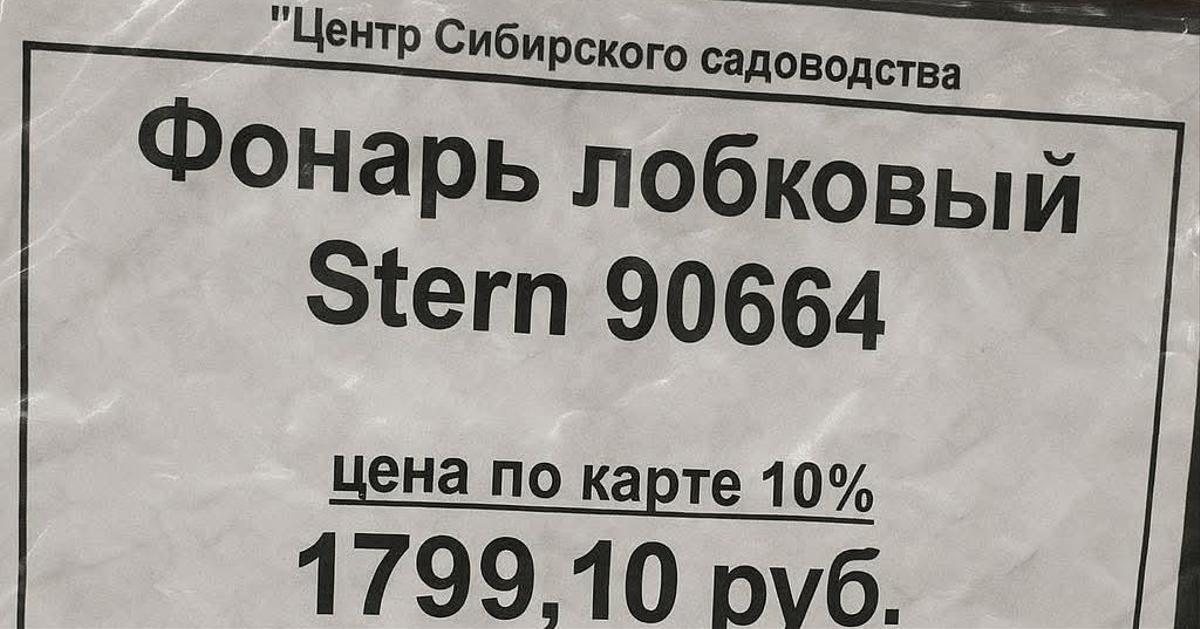 "Центр Сибирского садоводства
Фонарь лобковый
Stern 90664
цена по карте 10%
1799,10 руб.